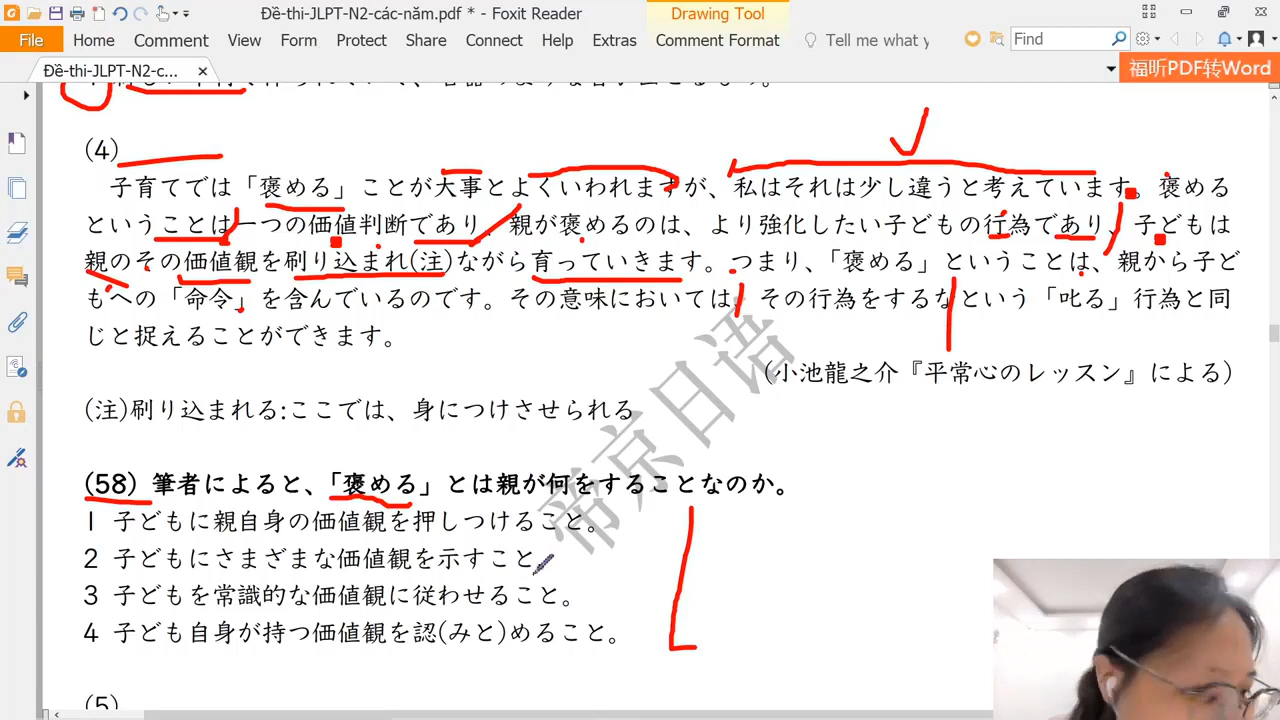 Đề-thi-JLPT-N2-các-năm.pdf * - Foxit Reader
Drawing Tool
File Home Comment View Form Protect Share Connect Help Extras Comment Format Tell me what y Find
Đề-thi-JLPT-N2-c...
福昕PDF转Word
(4)
子育てでは「褒める」ことが大事とよくいわれますが、私はそれは少し違うと考えています。褒める
ということは一つの価値判断であり、親が褒めるのは、より強化したい子どもの行為であり、子どもは
親のその価値観を刷り込まれ(注)ながら育っていきます。つまり、「褒める」ということは、親から子ど
もへの「命令」を含んでいるのです。その意味においては、その行為をするなという「叱る」行為と同
じと捉えることができます。
(小池龍之介『平常心のレッスン』による)
(注)刷り込まれる:ここでは、身につけさせられる
帝京日语
(58) 筆者によると、「褒める」とは親が何をすることなのか。
1 子どもに親自身の価値観を押しつけること。
2 子どもにさまざまな価値観を示すこと
3 子どもを常識的な価値観に従わせること。
4 子ども自身が持つ価値観を認(みと)めること。
(5)